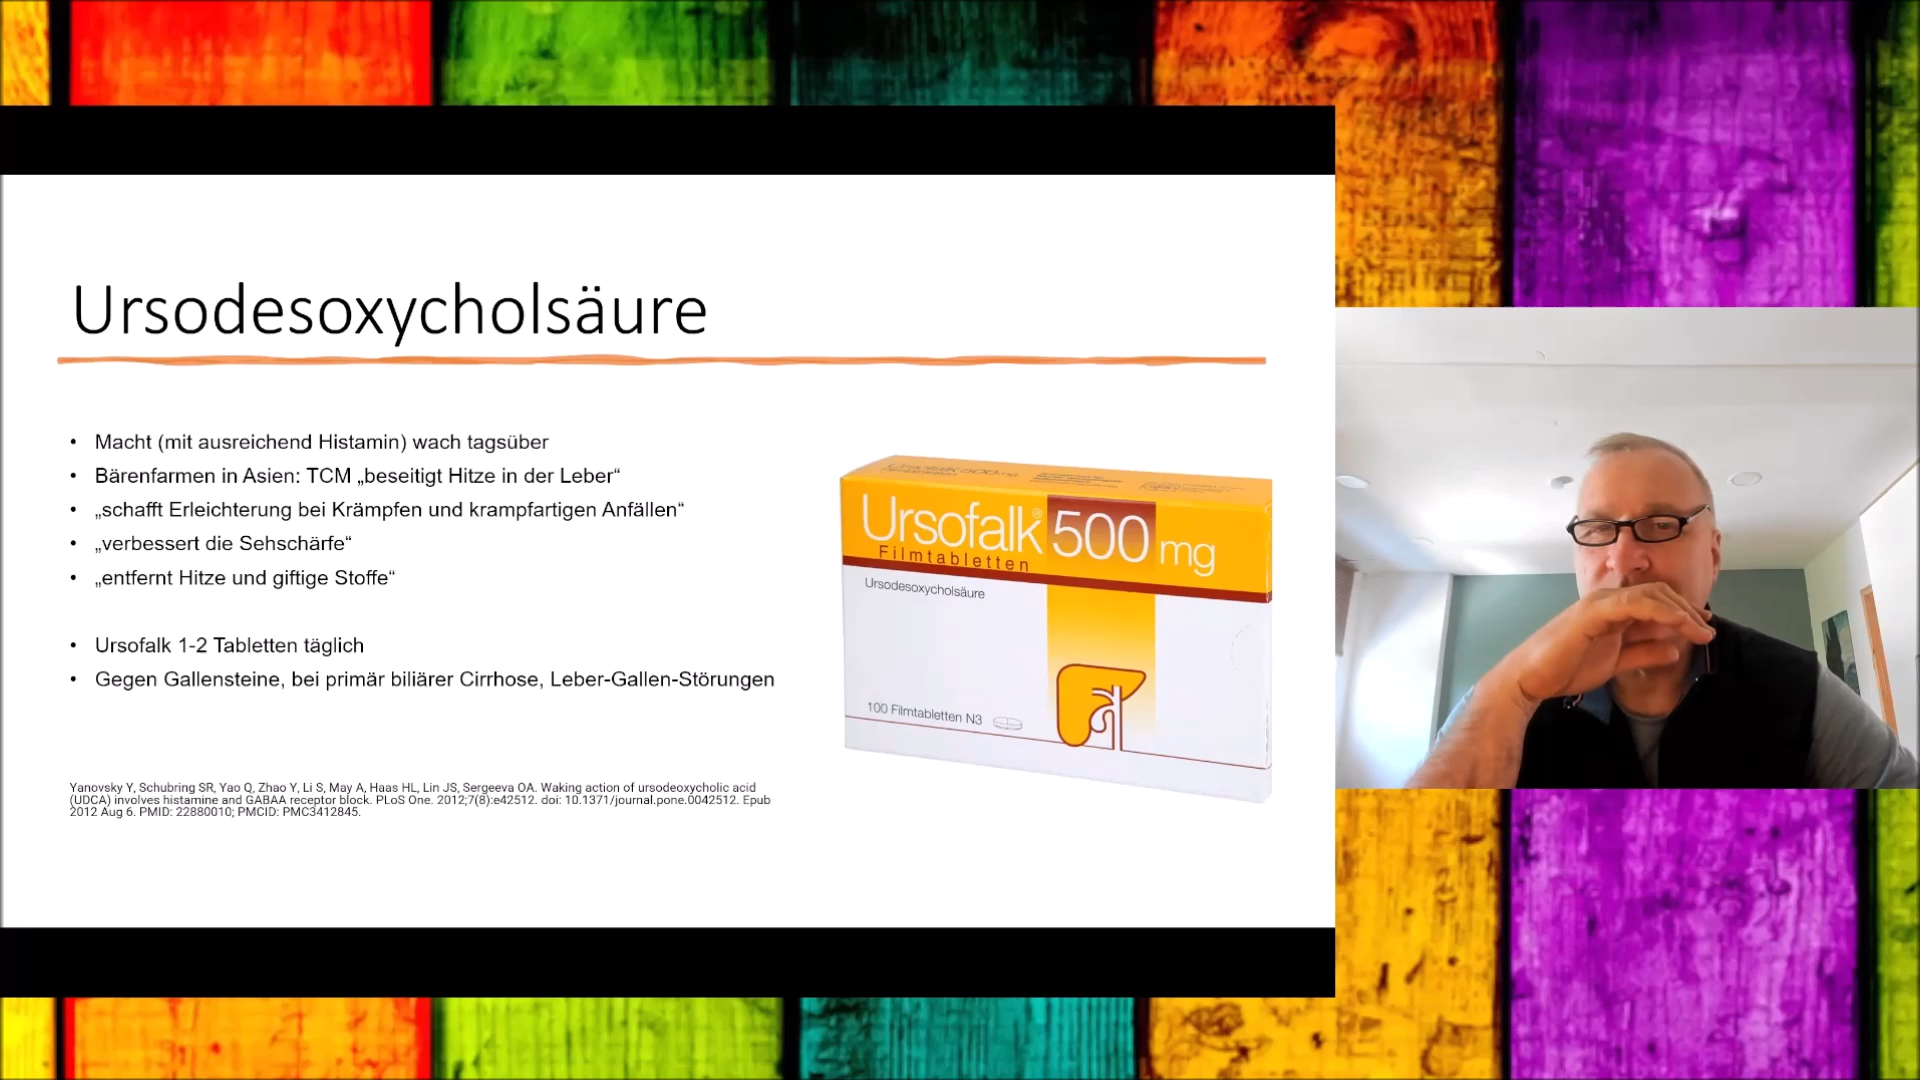 Ursodesoxycholsäure
• Macht (mit ausreichend Histamin) wach tagsüber
• Bärenfarmen in Asien: TCM „beseitigt Hitze in der Leber“
• „schafft Erleichterung bei Krämpfen und krampfartigen Anfällen“
• „verbessert die Sehschärfe“
• „entfernt Hitze und giftige Stoffe“
• Ursofalk 1-2 Tabletten täglich
• Gegen Gallensteine, bei primär biliärer Cirrhose, Leber-Gallen-Störungen
Yanovsky Y, Schubring SR, Yao Q, Zhao Y, Li S, May A, Haas HL, Lin JS, Sergeeva OA. Waking action of ursodeoxycholic acid
(UDCA) involves histamine and GABAA receptor block. PLoS One. 2012;7(8):e42512. doi: 10.1371/journal.pone.0042512. Epub
2012 Aug 6. PMID: 22880010; PMCID: PMC3412845.
Ursofalk 500 mg
Ursofalk® 500 mg
Filmtabletten
Ursodesoxycholsäure
100 Filmtabletten N3